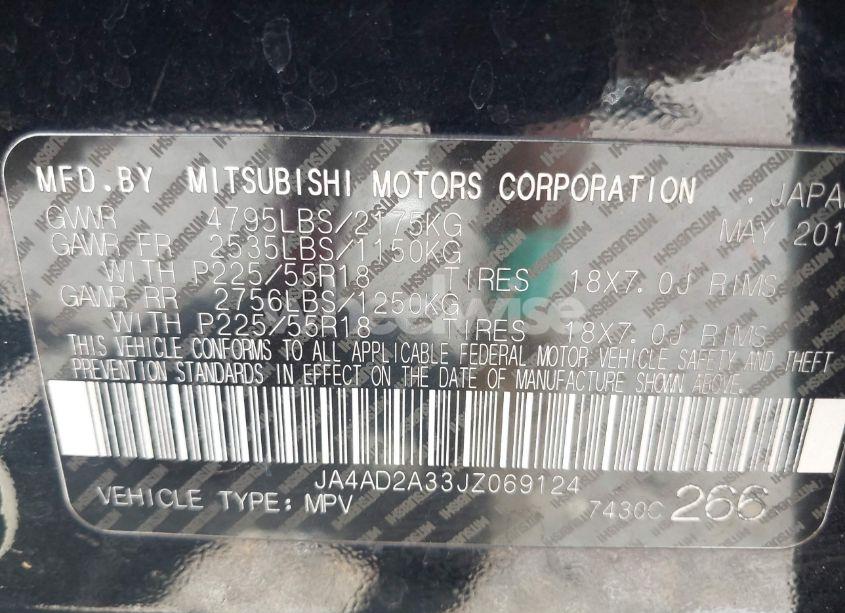 MFD.BY MITSUBISHI MOTORS CORPORATION . JAPA
GVWR 4795LBS/2175KG MAY 201
GAWR FR 2535LBS/1150KG
WITH P225/55R18 TIRES 18X7.0J RIMS
GAWR RR 2756LBS/1250KG
WITH P225/55R18 TIRES 18X7.0J RIMS
THIS VEHICLE CONFORMS TO ALL APPLICABLE FEDERAL MOTOR VEHICLE SAFETY AND THEFT
PREVENTION STANDARDS IN EFFECT ON THE DATE OF MANUFACTURE SHOWN ABOVE.
JA4AD2A33JZ069124
VEHICLE TYPE: MPV 7430C 266